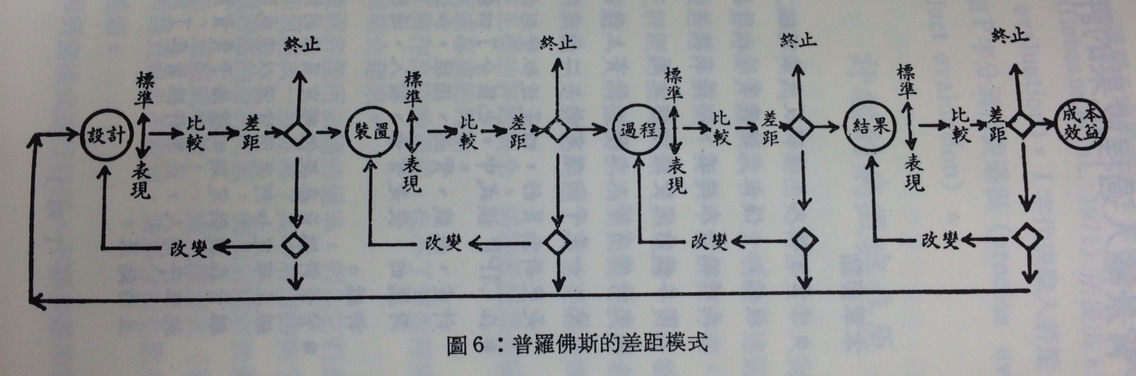 終止
終止
終止
終止
設計
標準
表現
比較
差距
裝置
標準
表現
比較
差距
過程
標準
表現
比較
差距
結果
標準
表現
比較
差距
成本
效益
改變
改變
改變
改變
圖6：普羅佛斯的差距模式